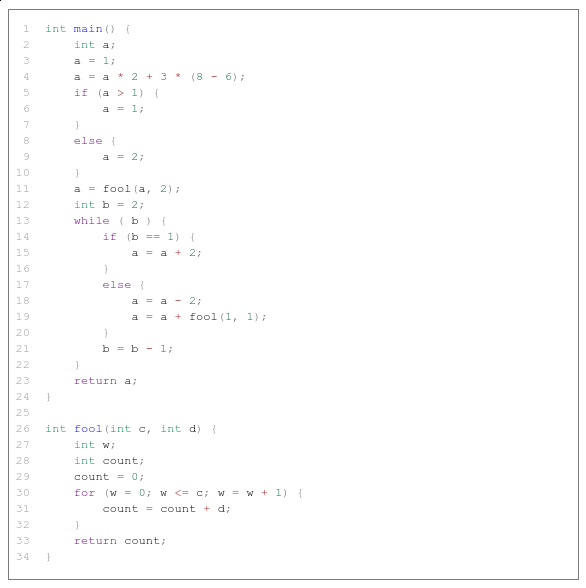 1 int main() {
2     int a;
3     a = 1;
4     a = a * 2 + 3 * (8 - 6);
5     if (a > 1) {
6         a = 1;
7     }
8     else {
9         a = 2;
10     }
11     a = fool(a, 2);
12     int b = 2;
13     while ( b ) {
14         if (b == 1) {
15             a = a + 2;
16         }
17         else {
18             a = a - 2;
19             a = a + fool(1, 1);
20         }
21         b = b - 1;
22     }
23     return a;
24 }
25
26 int fool(int c, int d) {
27     int w;
28     int count;
29     count = 0;
30     for (w = 0; w <= c; w = w + 1) {
31         count = count + d;
32     }
33     return count;
34 }